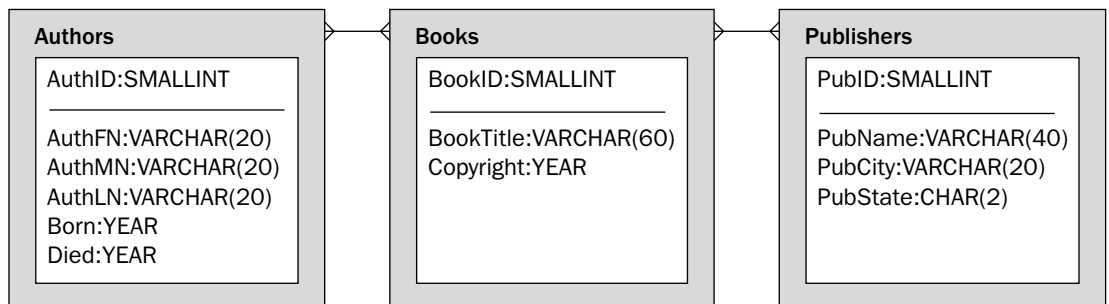 Authors
AuthID:SMALLINT
AuthFN:VARCHAR(20)
AuthMN:VARCHAR(20)
AuthLN:VARCHAR(20)
Born:YEAR
Died:YEAR
Books
BookID:SMALLINT
BookTitle:VARCHAR(60)
Copyright:YEAR
Publishers
PubID:SMALLINT
PubName:VARCHAR(40)
PubCity:VARCHAR(20)
PubState:CHAR(2)